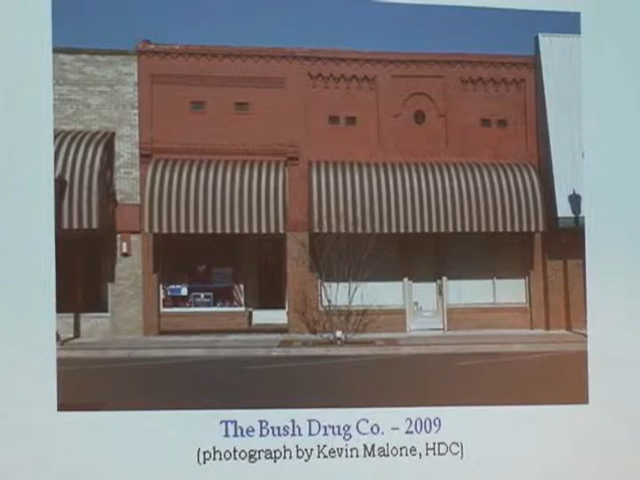 The Bush Drug Co. – 2009
(photograph by Kevin Malone, HDC)